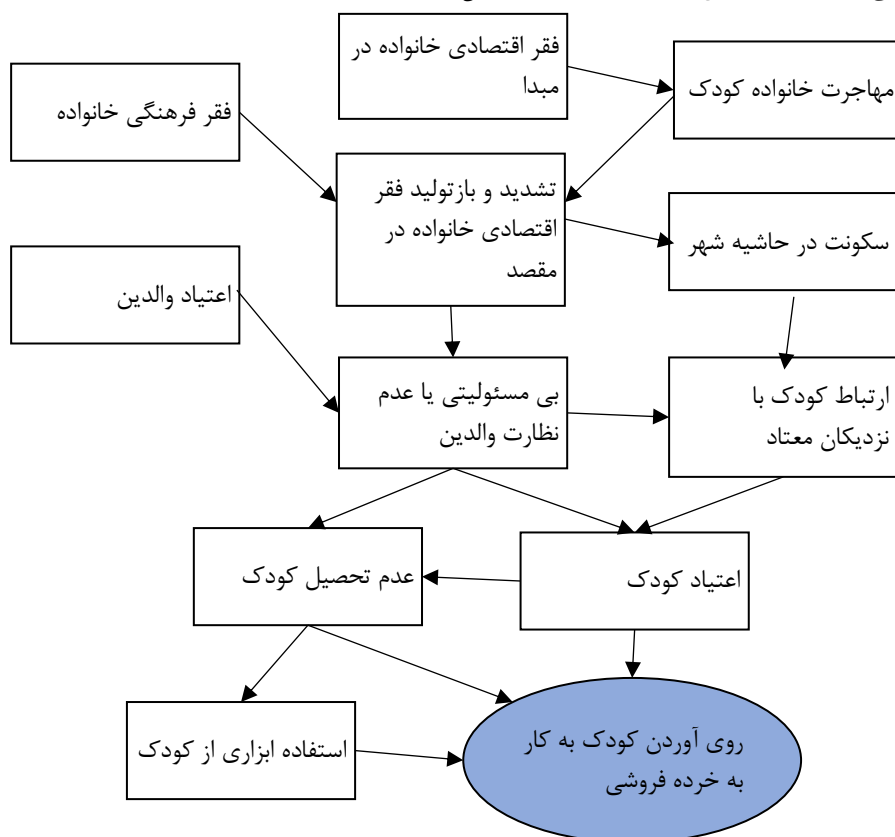 فقر اقتصادی خانواده در
مبدا
مهاجرت خانواده کودک
فقر فرهنگی خانواده
تشدید و بازتولید فقر
اقتصادی خانواده در
مقصد
سکونت در حاشیه شهر
اعتیاد والدین
بی مسئولیتی یا عدم
نظارت والدین
ارتباط کودک با
نزدیکان معتاد
عدم تحصیل کودک
اعتیاد کودک
استفاده ابزاری از کودک
روی آوردن کودک به کار
به خرده فروشی